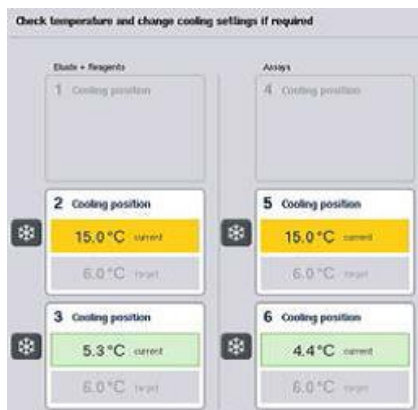 Check temperature and change cooling settings if required
Eluate + Reagents
Assays
1 Cooling position
4 Cooling position
2 Cooling position
15.0 °C current
6.0 °C target
5 Cooling position
15.0 °C current
6.0 °C target
3 Cooling position
5.3 °C current
6.0 °C target
6 Cooling position
4.4 °C current
6.0 °C target